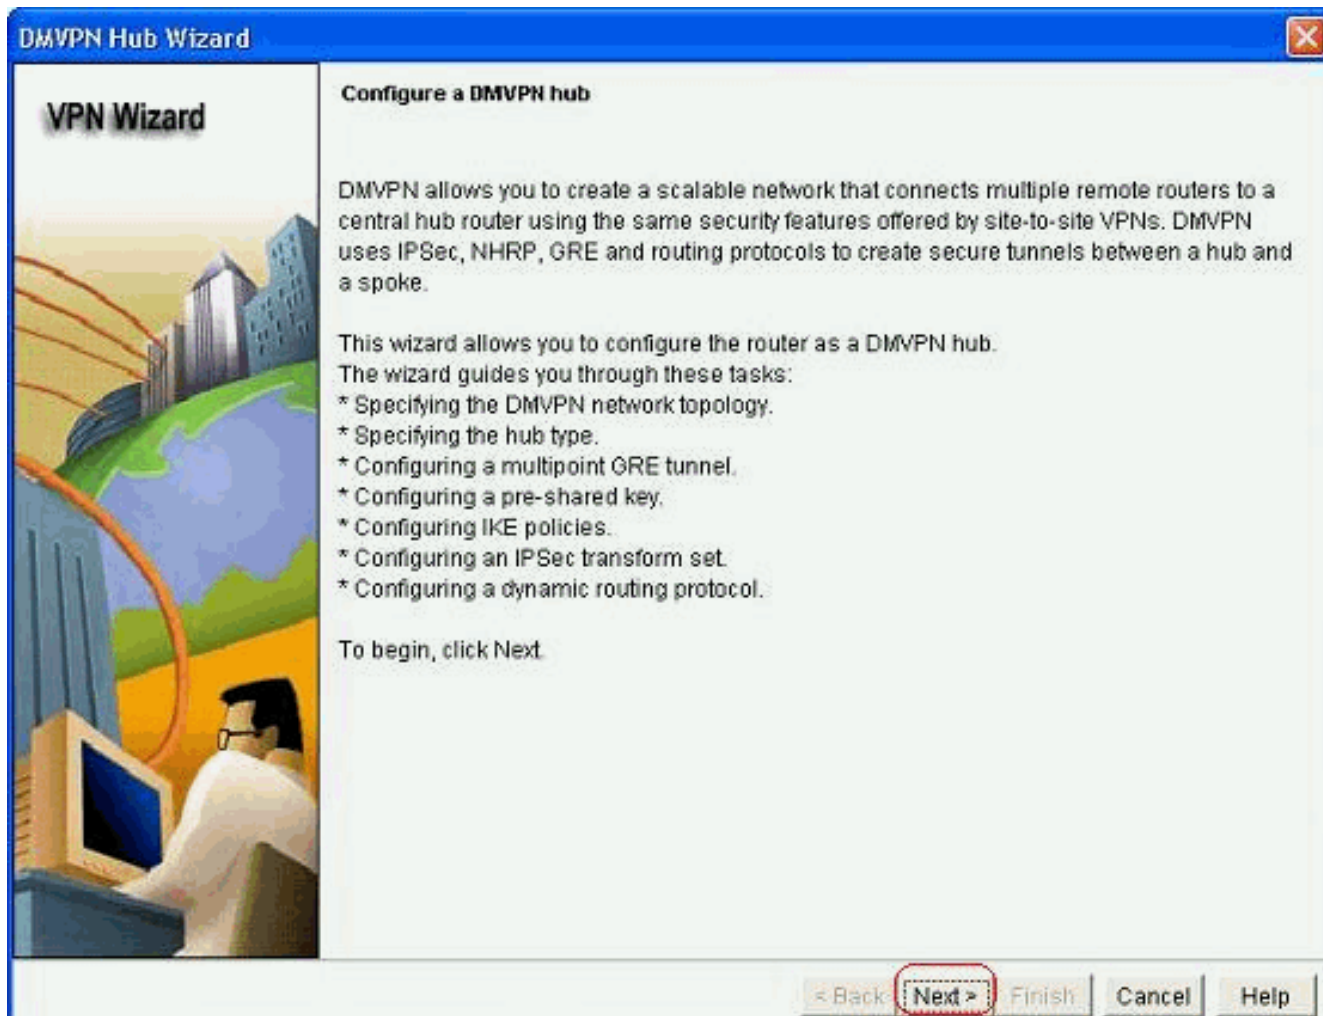 DMVPN Hub Wizard
VPN Wizard
Configure a DMVPN hub
DMVPN allows you to create a scalable network that connects multiple remote routers to a
central hub router using the same security features offered by site-to-site VPNs. DMVPN
uses IPSec, NHRP, GRE and routing protocols to create secure tunnels between a hub and
a spoke.
This wizard allows you to configure the router as a DMVPN hub.
The wizard guides you through these tasks:
* Specifying the DMVPN network topology.
* Specifying the hub type.
* Configuring a multipoint GRE tunnel.
* Configuring a pre-shared key.
* Configuring IKE policies.
* Configuring an IPSec transform set.
* Configuring a dynamic routing protocol.
To begin, click Next.
< Back Next > Finish Cancel Help